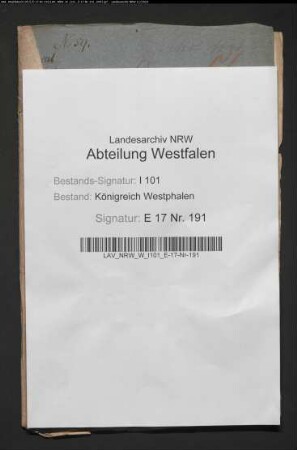 Landesarchiv NRW
Abteilung Westfalen
Bestands-Signatur: I 101
Bestand: Königreich Westphalen
Signatur: E 17 Nr. 191
LAV_NRW_W_I101_E-17-Nr-191